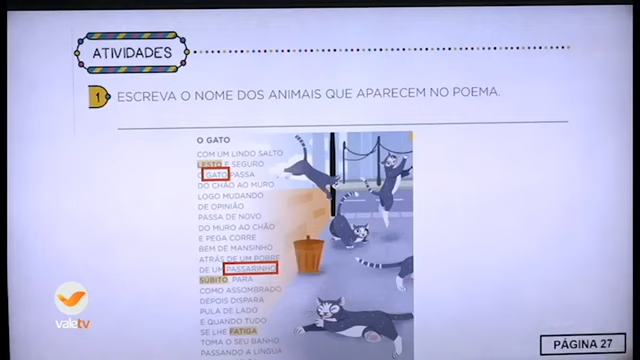 ATIVIDADES
1 ESCREVA O NOME DOS ANIMAIS QUE APARECEM NO POEMA.
O GATO
COM UM LINDO SALTO
LESTO E SEGURO
O GATO PASSA
DO CHÃO AO MURO
LOGO MUDANDO
DE OPINIÃO
PASSA DE NOVO
DO MURO AO CHÃO
E PEGA CORRE
BEM DE MANSINHO
ATRÁS DE UM POBRE
DE UM PASSARINHO
SÚBITO PARA
COMO ASSOMBRADO
DEPOIS DISPARA
PULA DE LADO
E QUANDO TUDO
SE LHE FATIGA
TOMA O SEU BANHO
PASSANDO A LÍNGUA
valetv
PÁGINA 27